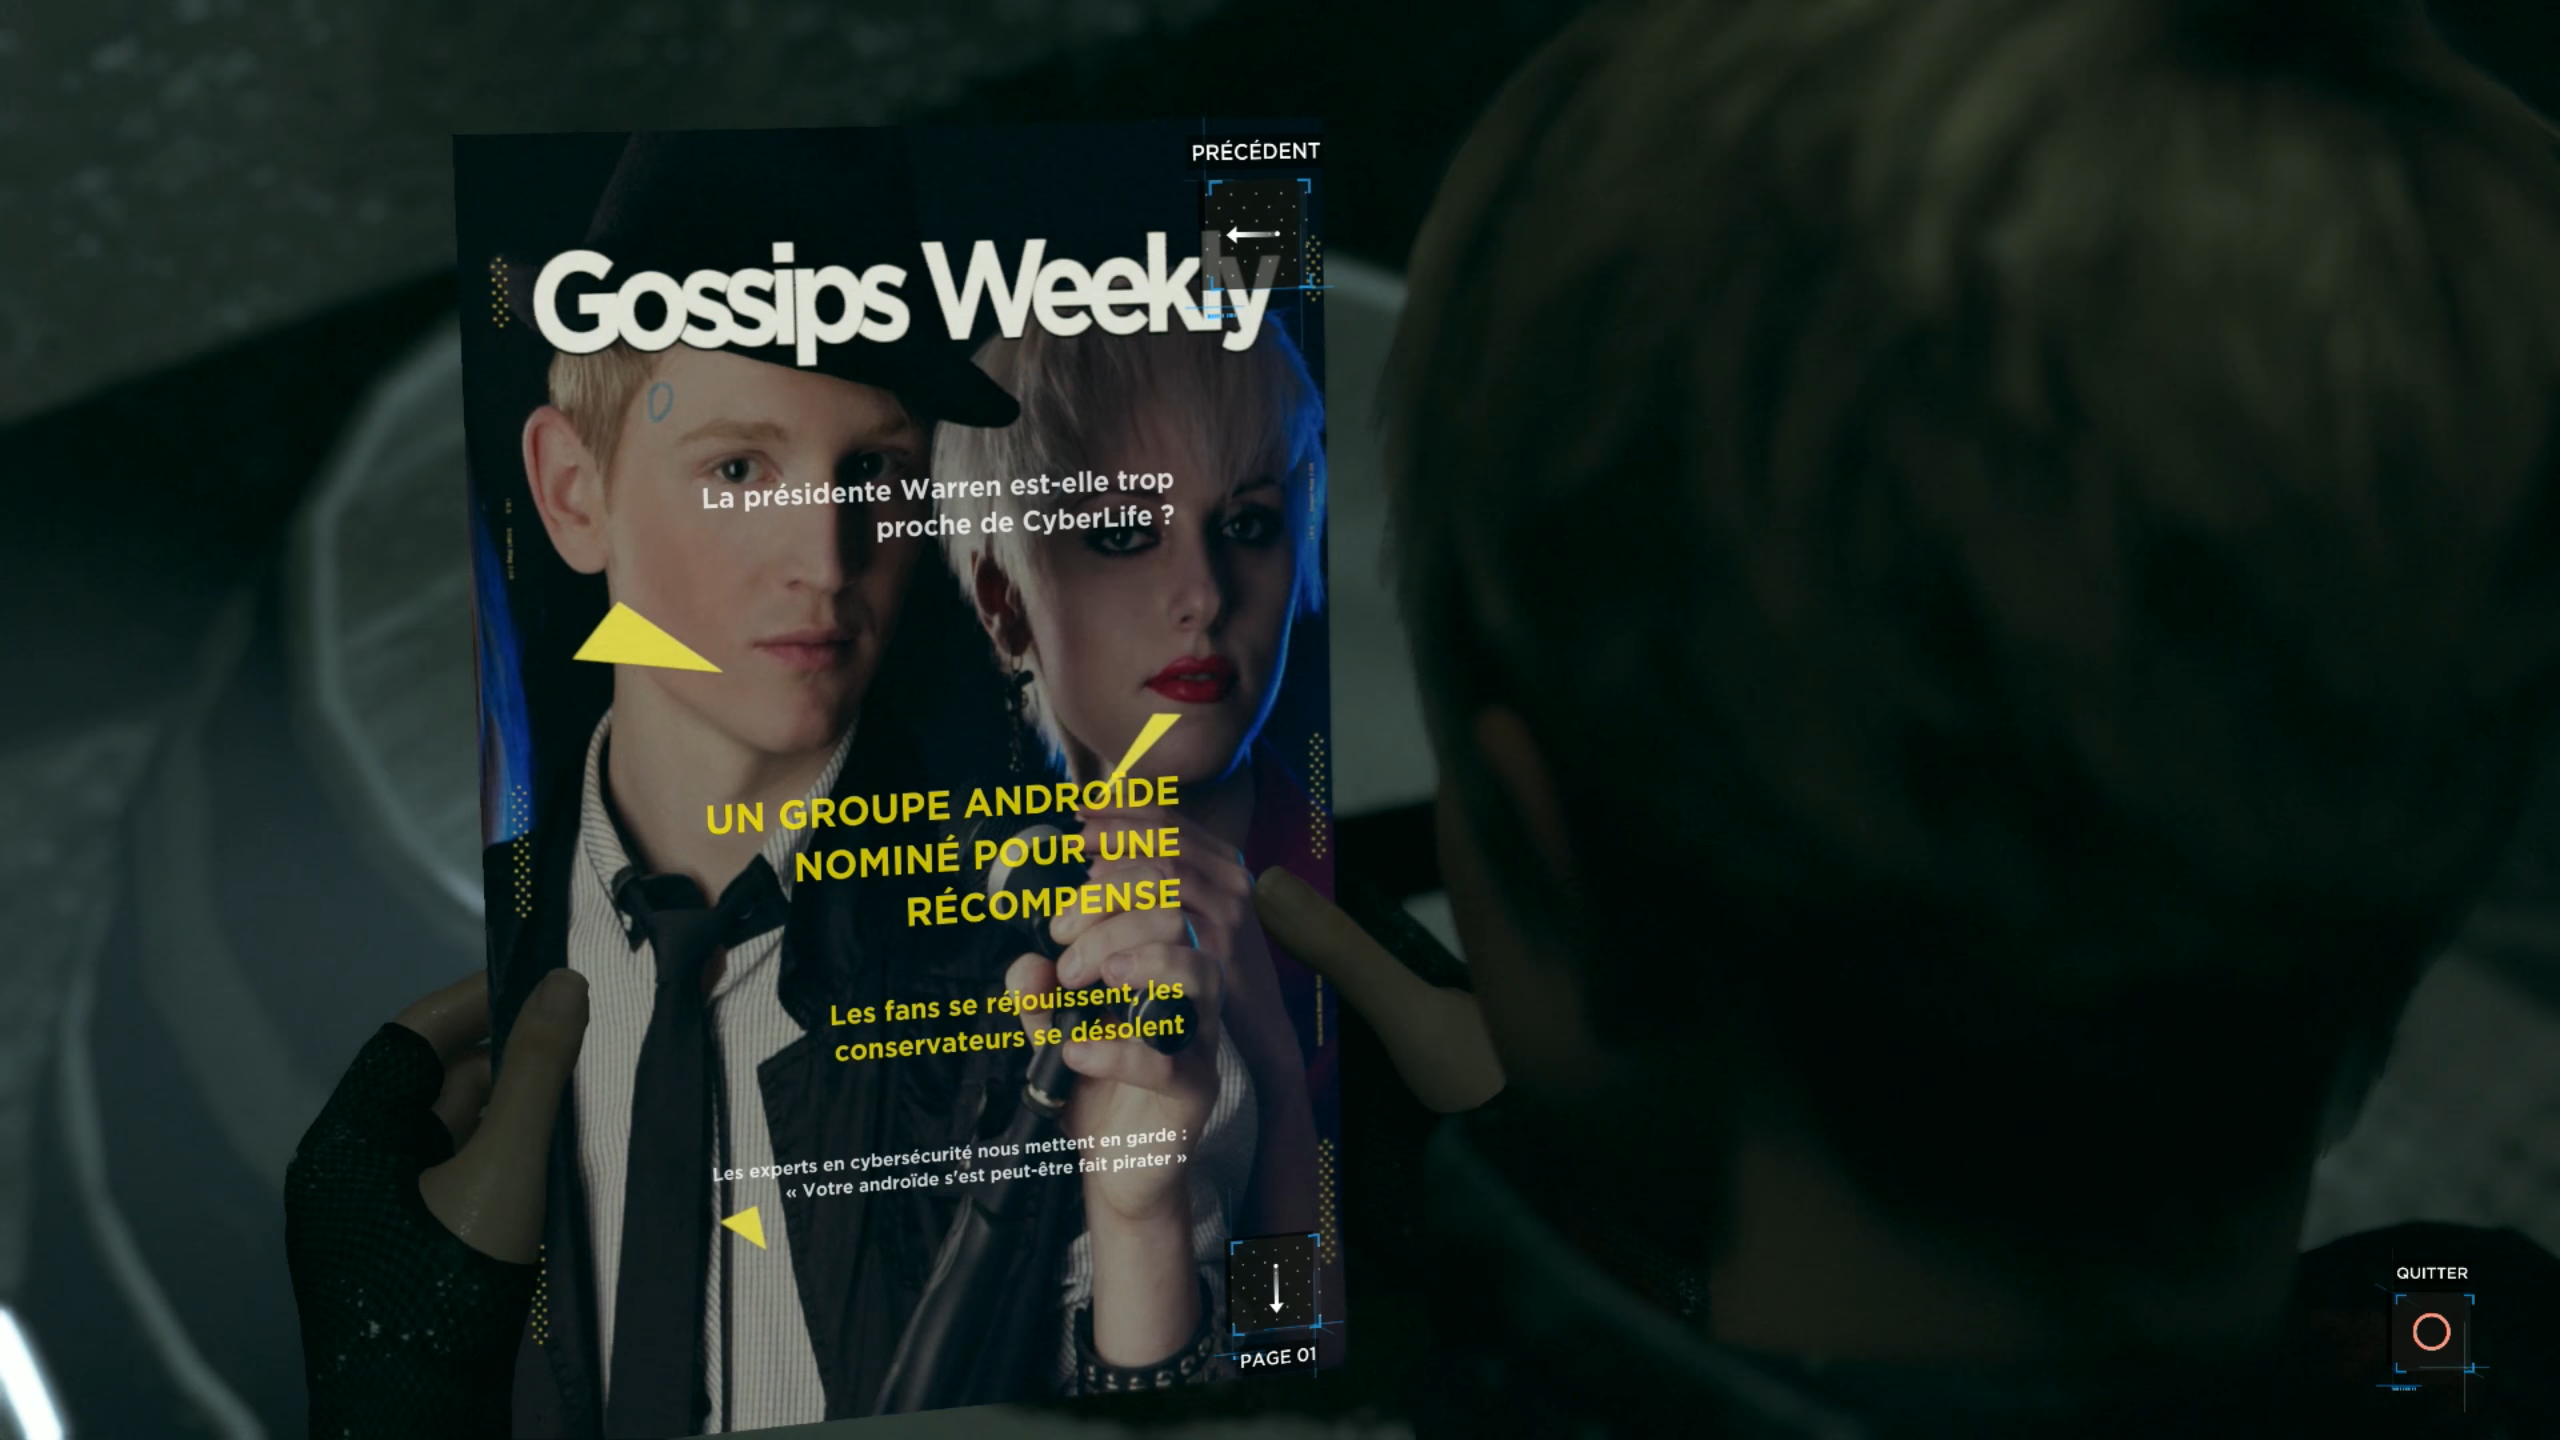 PRÉCÉDENT
Gossips Weekly
La présidente Warren est-elle trop
proche de CyberLife ?
UN GROUPE ANDROÏDE
NOMINÉ POUR UNE
RÉCOMPENSE
Les fans se réjouissent, les
conservateurs se désolent
Les experts en cybersécurité nous mettent en garde :
« Votre androïde s'est peut-être fait pirater »
PAGE 01
QUITTER